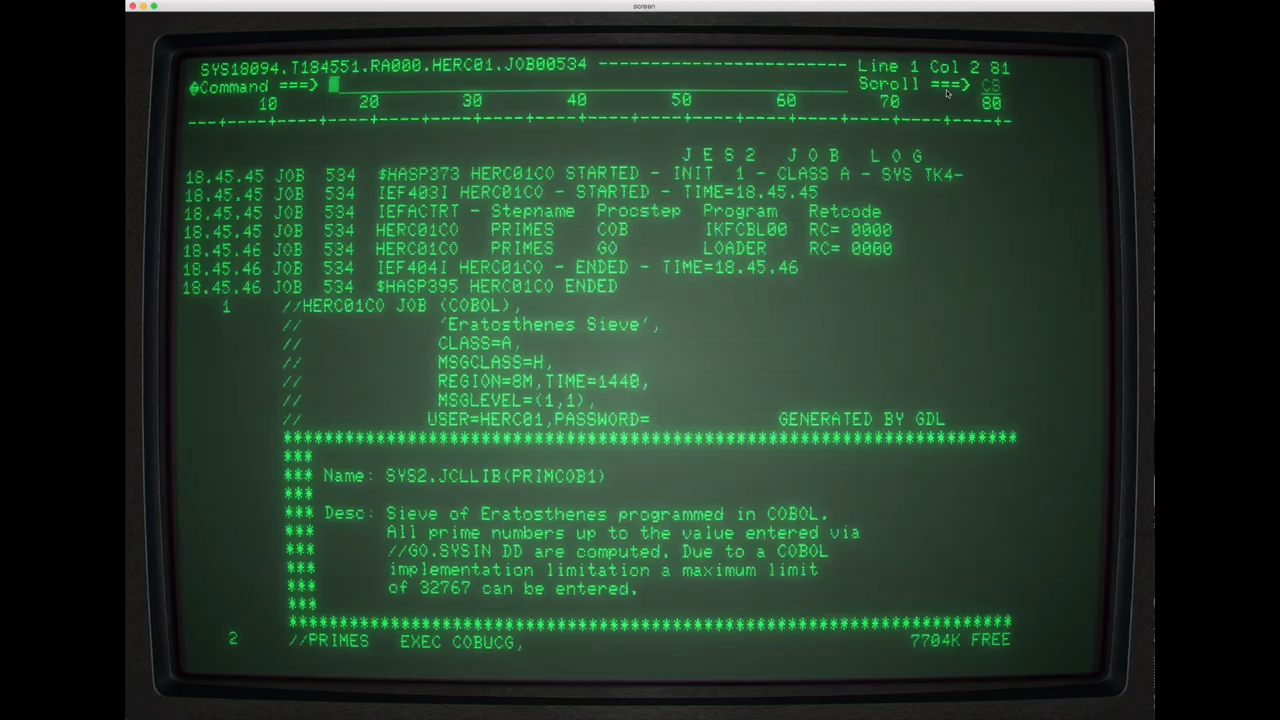 screen
SYS18094.T184551.RA000.HERC01.JOB00534 ------------------------ Line 1 Col 2 81
Command ===> Scroll ===> CS
10 20 30 40 50 60 70 80
---+----+----+----+----+----+----+----+----+----+----+----+----+----+----+----+-
J E S 2 J O B L O G
18.45.45 JOB 534 $HASP373 HERC01CO STARTED - INIT 1 - CLASS A - SYS TK4-
18.45.45 JOB 534 IEF403I HERC01CO - STARTED - TIME=18.45.45
18.45.45 JOB 534 IEFACTRT - Stepname Procstep Program Retcode
18.45.45 JOB 534 HERC01CO PRIMES COB IKFCBL00 RC= 0000
18.45.46 JOB 534 HERC01CO PRIMES GO LOADER RC= 0000
18.45.46 JOB 534 IEF404I HERC01CO - ENDED - TIME=18.45.46
18.45.46 JOB 534 $HASP395 HERC01CO ENDED
1 //HERC01CO JOB (COBOL),
// 'Eratosthenes Sieve',
// CLASS=A,
// MSGCLASS=H,
// REGION=8M,TIME=1440,
// MSGLEVEL=(1,1),
// USER=HERC01,PASSWORD= GENERATED BY GDL
**********************************************************************
***
*** Name: SYS2.JCLLIB(PRIMCOB1)
***
*** Desc: Sieve of Eratosthenes programmed in COBOL.
*** All prime numbers up to the value entered via
*** //GO.SYSIN DD are computed. Due to a COBOL
*** implementation limitation a maximum limit
*** of 32767 can be entered.
***
**********************************************************************
2 //PRIMES EXEC COBUCG, 7704K FREE